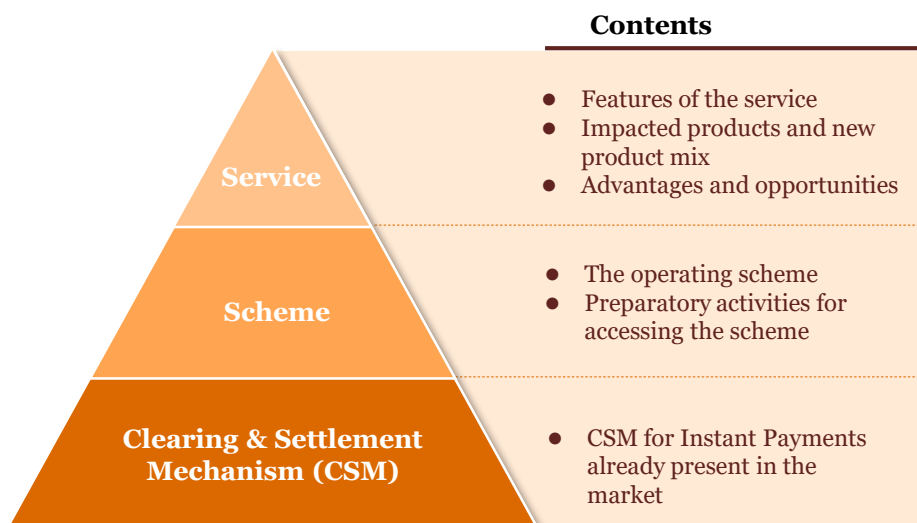 Contents
Service
● Features of the service
● Impacted products and new
product mix
● Advantages and opportunities
Scheme
● The operating scheme
● Preparatory activities for
accessing the scheme
Clearing & Settlement
Mechanism (CSM)
● CSM for Instant Payments
already present in the
market